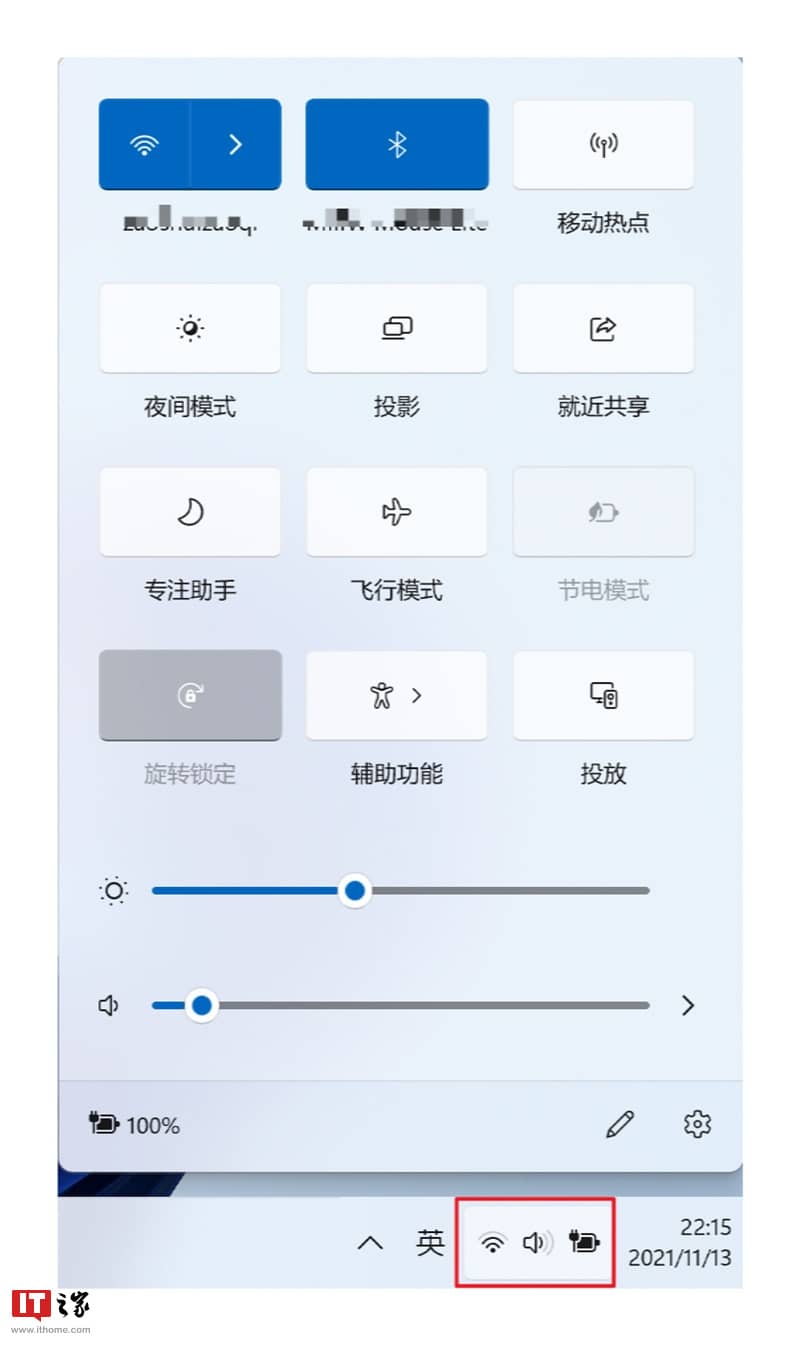 移动热点
夜间模式
投影
就近共享
专注助手
飞行模式
节电模式
旋转锁定
辅助功能
投放
100%
英
22:15
2021/11/13
IT之家
www.ithome.com